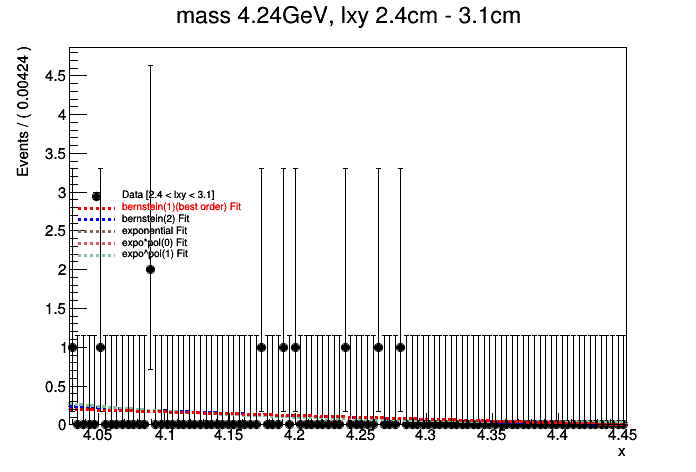 mass 4.24GeV, lxy 2.4cm - 3.1cm
Events / ( 0.00424 )
4.5
4
3.5
3
Data [2.4 < lxy < 3.1]
bernstein(1)(best order) Fit
bernstein(2) Fit
exponential Fit
expo*pol(0) Fit
expo^pol(1) Fit
2.5
2
1.5
1
0.5
0
4.05 4.1 4.15 4.2 4.25 4.3 4.35 4.4 4.45
x